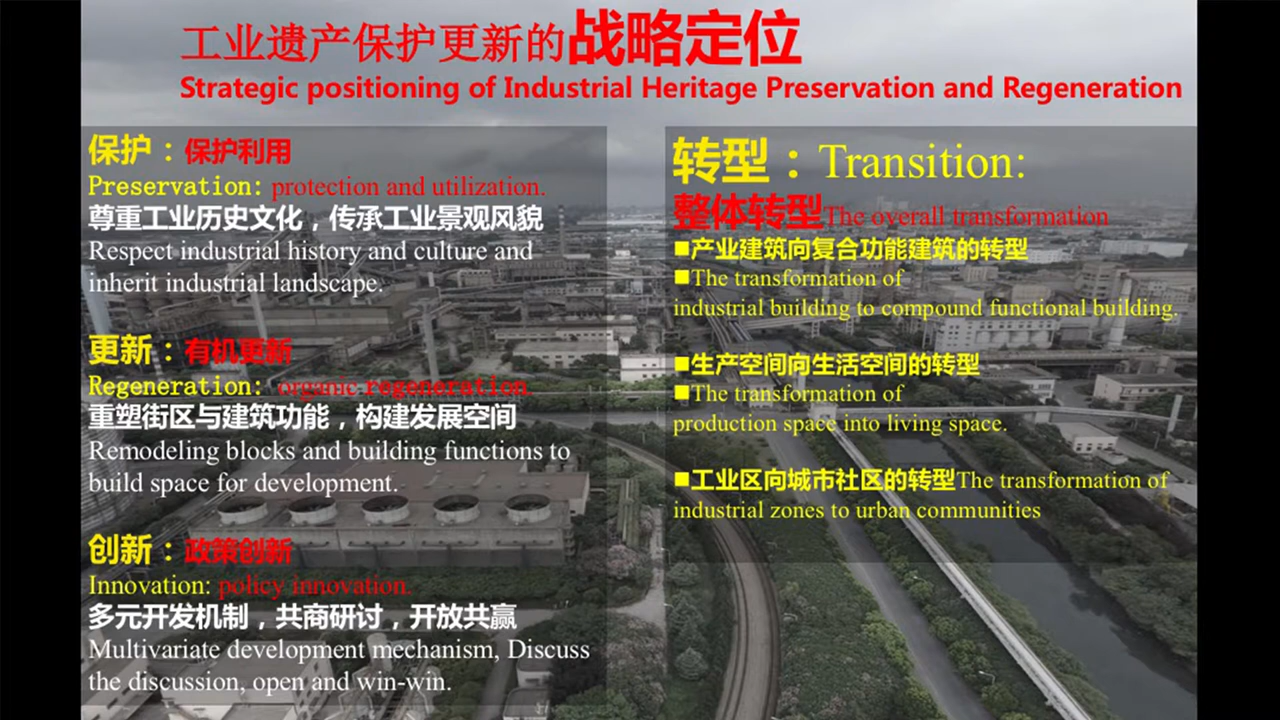 工业遗产保护更新的战略定位
Strategic positioning of Industrial Heritage Preservation and Regeneration
保护：保护利用
Preservation: protection and utilization.
尊重工业历史文化，传承工业景观风貌
Respect industrial history and culture and
inherit industrial landscape.
更新：有机更新
Regeneration: organic regeneration.
重塑街区与建筑功能，构建发展空间
Remodeling blocks and building functions to
build space for development.
创新：政策创新
Innovation: policy innovation.
多元开发机制，共商研讨，开放共赢
Multivariate development mechanism, Discuss
the discussion, open and win-win.
转型：Transition:
整体转型The overall transformation
■产业建筑向复合功能建筑的转型
■The transformation of
industrial building to compound functional building.
■生产空间向生活空间的转型
■The transformation of
production space into living space.
■工业区向城市社区的转型The transformation of
industrial zones to urban communities